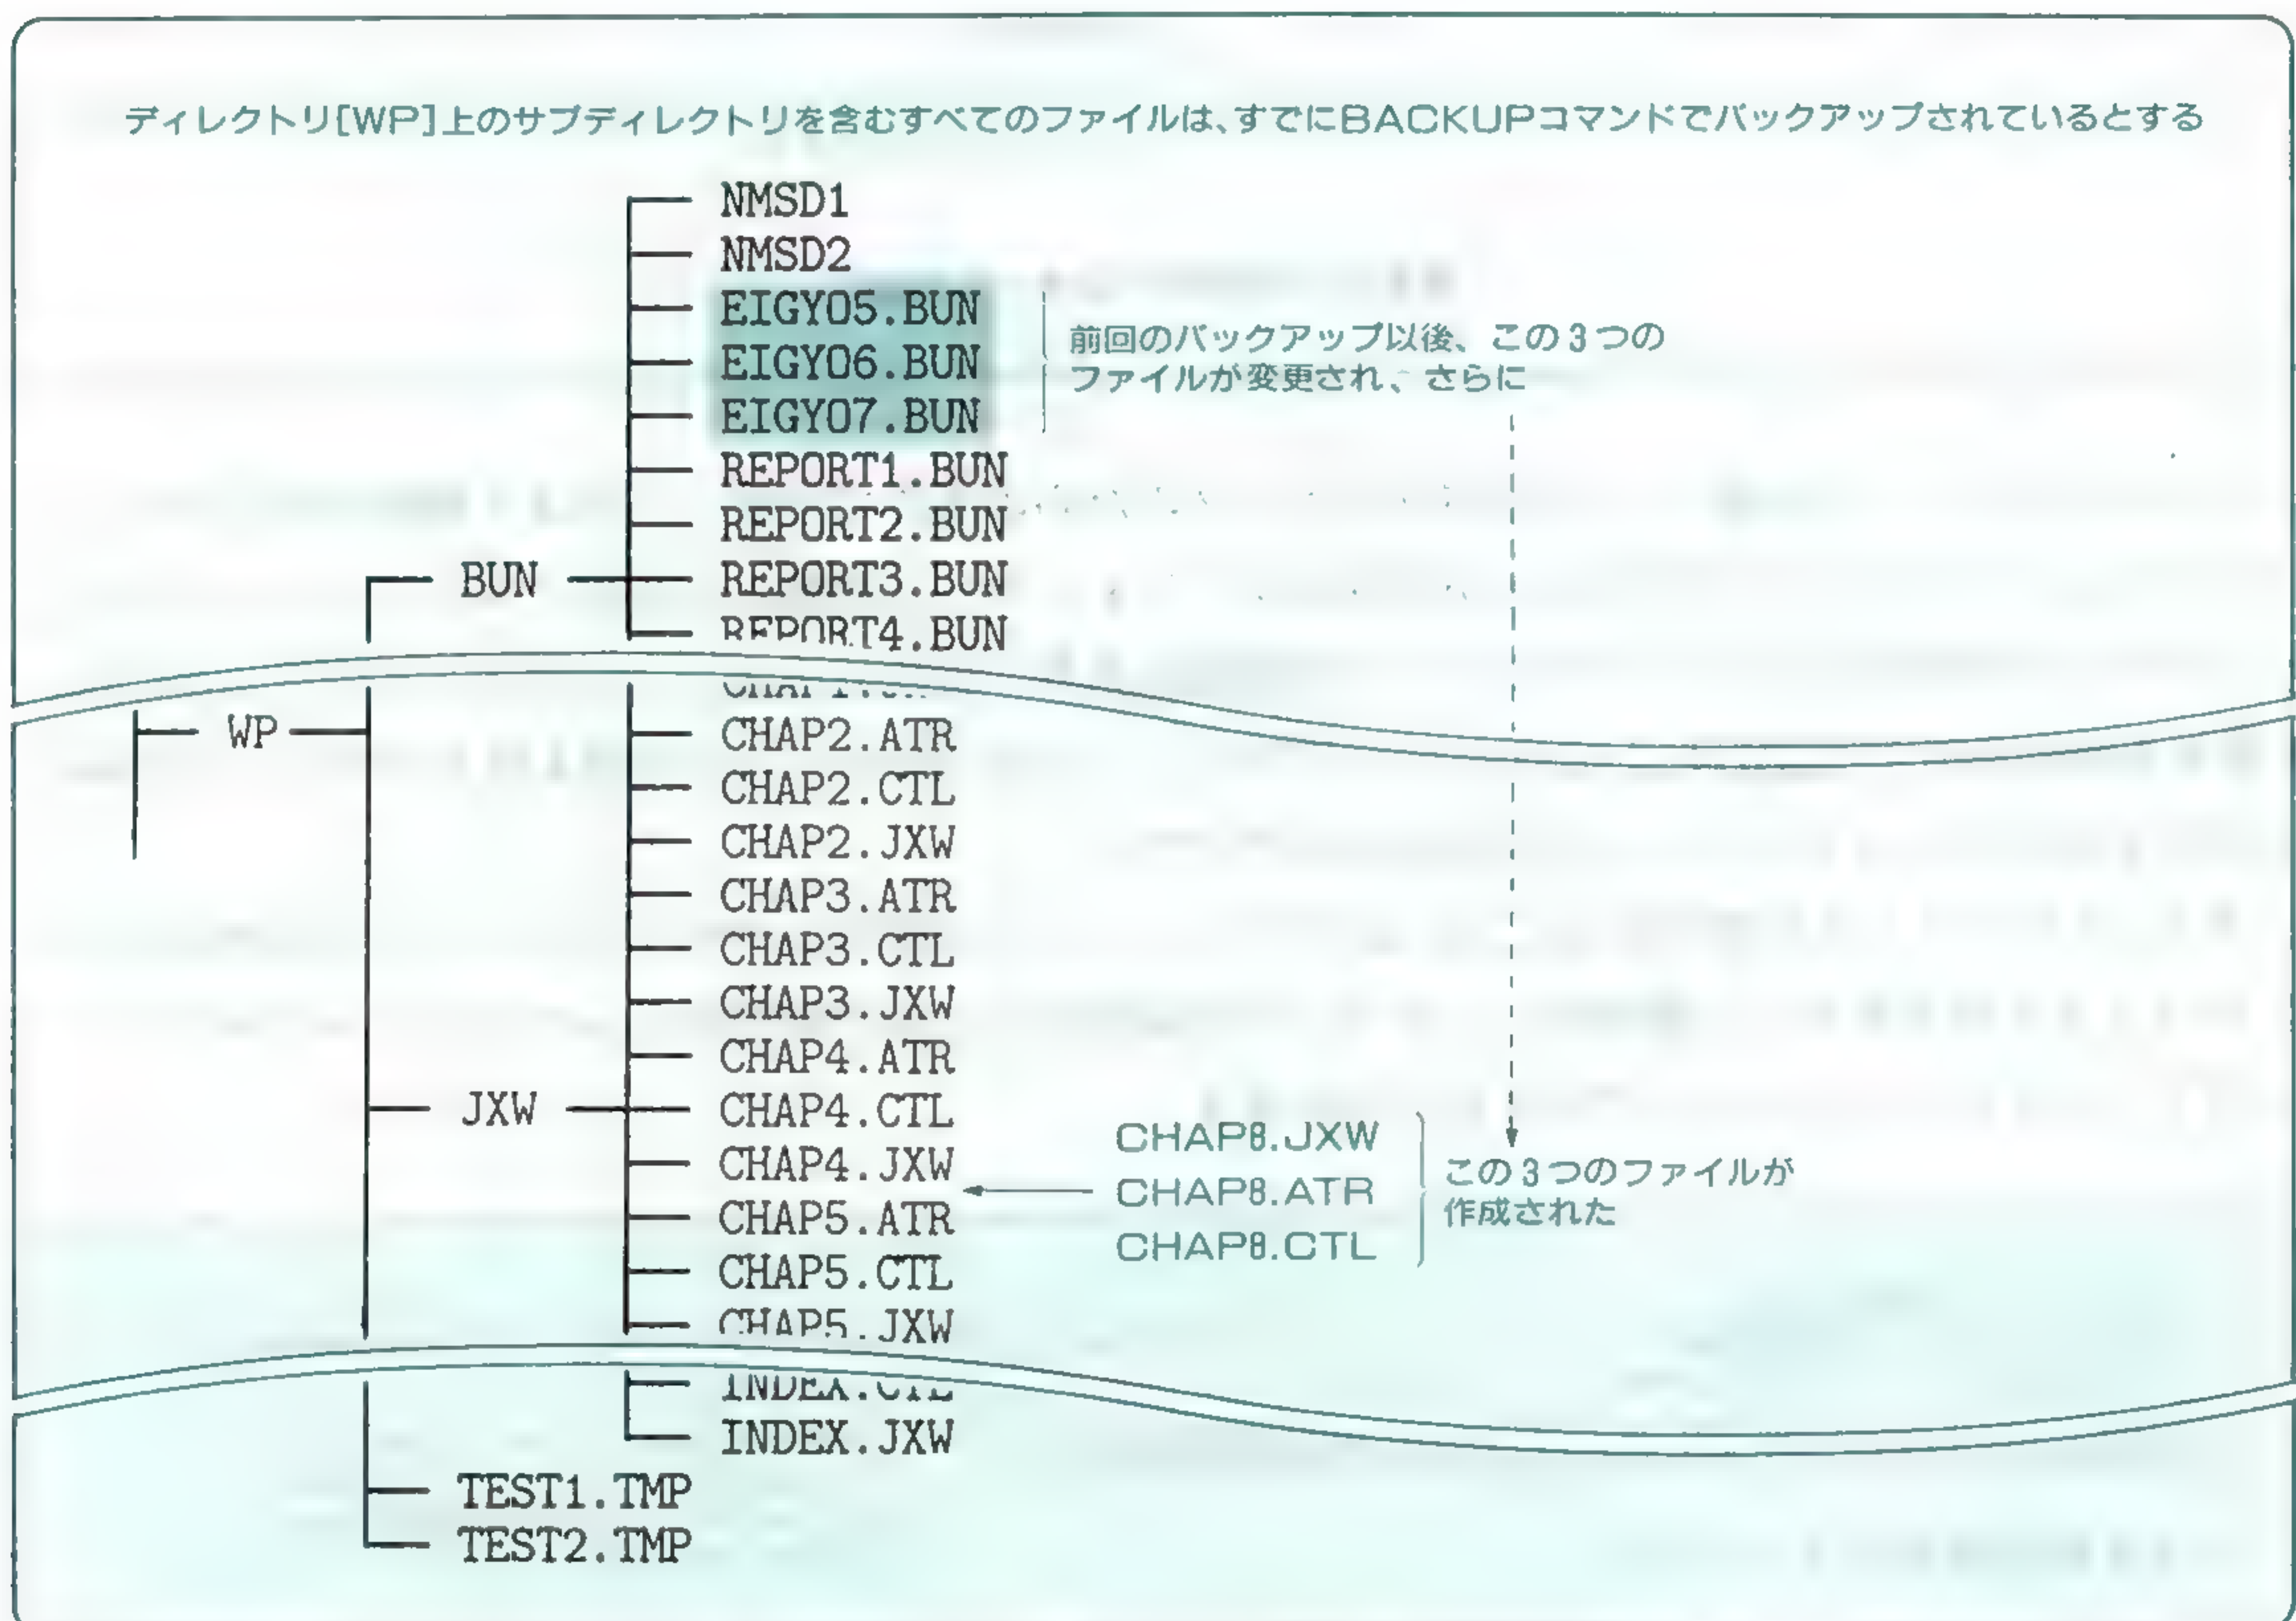 ディレクトリ[WP]上のサブディレクトリを含むすべてのファイルは、すでにBACKUPコマンドでバックアップされているとする
NMSD1
NMSD2
EIGYO5.BUN
EIGYO6.BUN
EIGYO7.BUN
前回のバックアップ以後、この3つの
ファイルが変更され、さらに
REPORT1.BUN
REPORT2.BUN
BUN
REPORT3.BUN
REPORT4.BUN
WP
CHAP2.ATR
CHAP2.CTL
CHAP2.JXW
CHAP3.ATR
CHAP3.CTL
CHAP3.JXW
CHAP4.ATR
JXW
CHAP4.CTL
CHAP4.JXW
CHAP5.ATR
CHAP5.CTL
CHAP5.JXW
CHAP8.JXW
CHAP8.ATR
CHAP8.CTL
この3つのファイルが
作成された
INDEX.CTL
INDEX.JXW
TEST1.TMP
TEST2.TMP